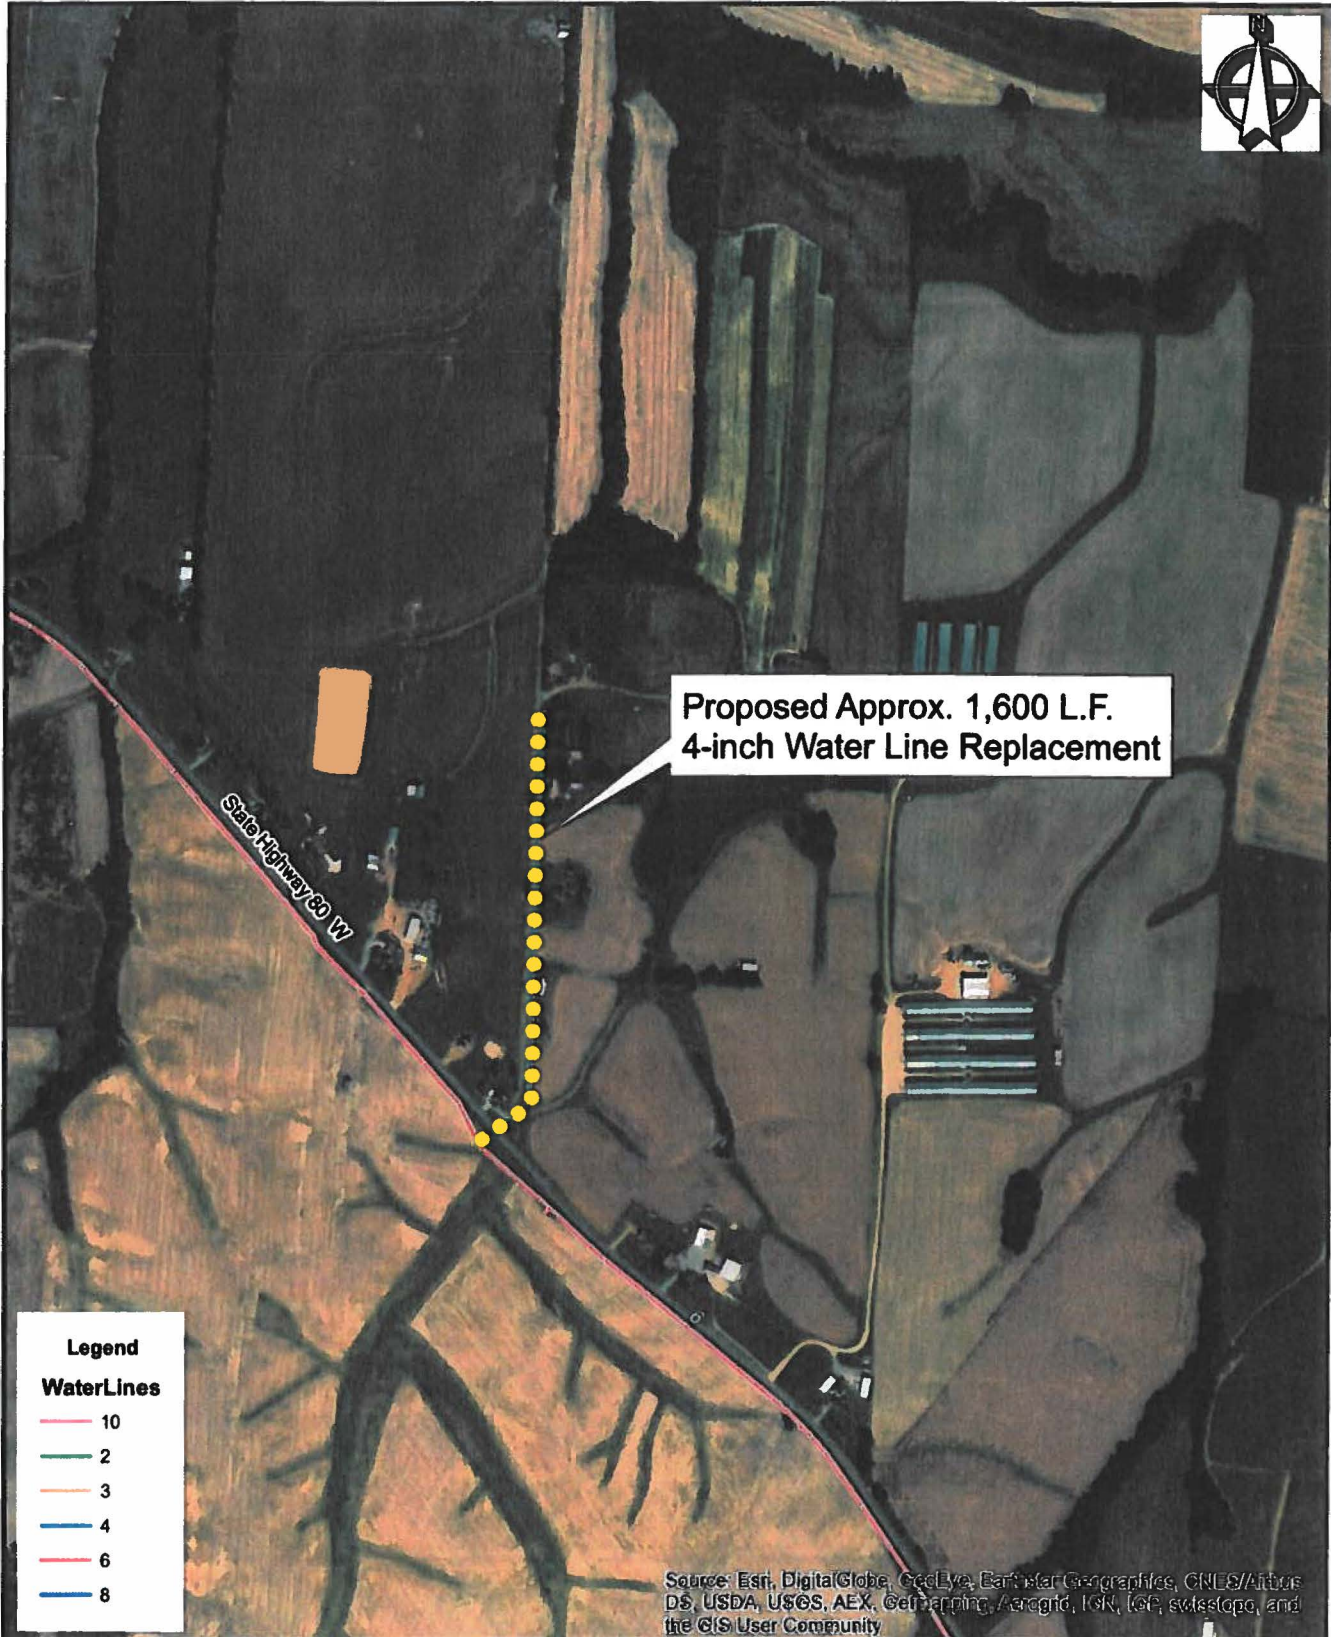 N
Proposed Approx. 1,600 L.F.
4-inch Water Line Replacement
State Highway 80 W
6
Legend
WaterLines
10
2
3
4
6
8
Source: Esri, DigitalGlobe, GeoEye, Earthstar Geographics, CNES/Airbus
DS, USDA, USGS, AEX, Getmapping, Aerogrid, IGN, IGP, swisstopo, and
the GIS User Community